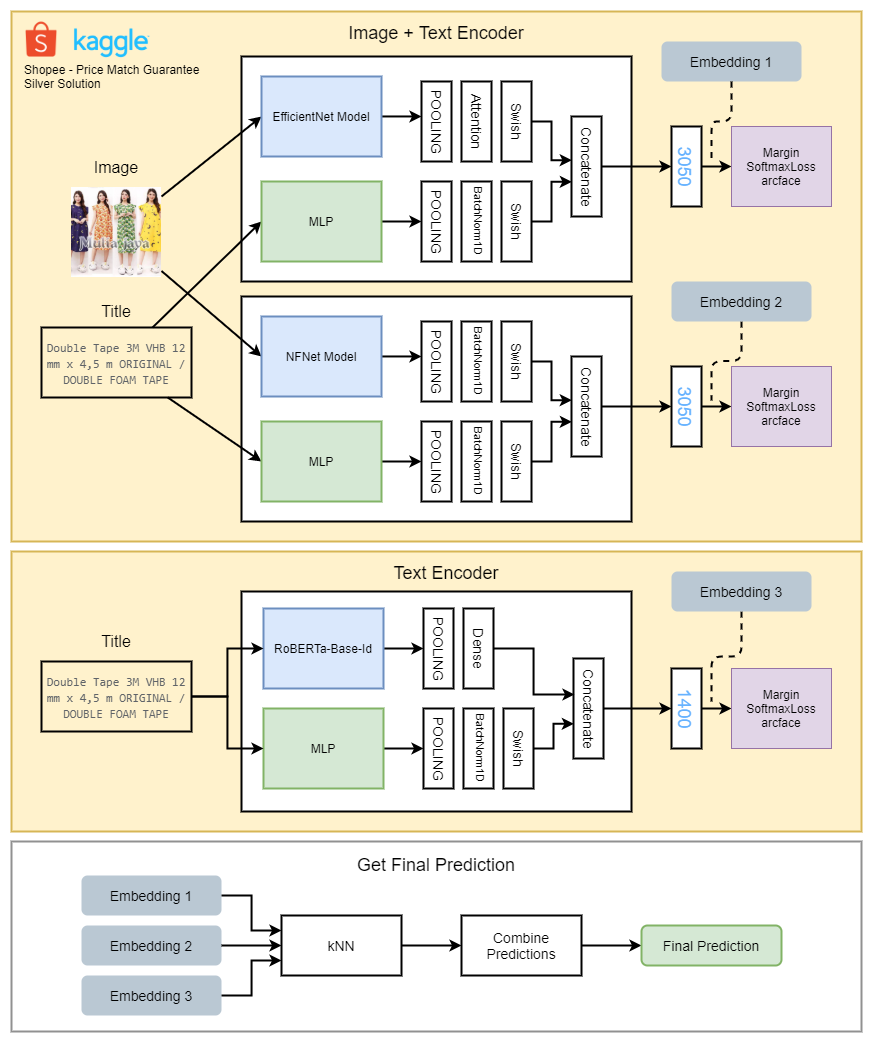 kaggle
Shopee - Price Match Guarantee
Silver Solution
Image + Text Encoder
Image
Mulia Jaya
Title
Double Tape 3M VHB 12
mm x 4,5 m ORIGINAL /
DOUBLE FOAM TAPE
EfficientNet Model
POOLING
Attention
Swish
MLP
POOLING
BatchNorm1D
Swish
Concatenate
3050
Embedding 1
Margin
SoftmaxLoss
arcface
NFNet Model
POOLING
BatchNorm1D
Swish
MLP
POOLING
BatchNorm1D
Swish
Concatenate
3050
Embedding 2
Margin
SoftmaxLoss
arcface
Text Encoder
Title
Double Tape 3M VHB 12
mm x 4,5 m ORIGINAL /
DOUBLE FOAM TAPE
RoBERTa-Base-Id
POOLING
Dense
MLP
POOLING
BatchNorm1D
Swish
Concatenate
1400
Embedding 3
Margin
SoftmaxLoss
arcface
Get Final Prediction
Embedding 1
Embedding 2
Embedding 3
kNN
Combine
Predictions
Final Prediction